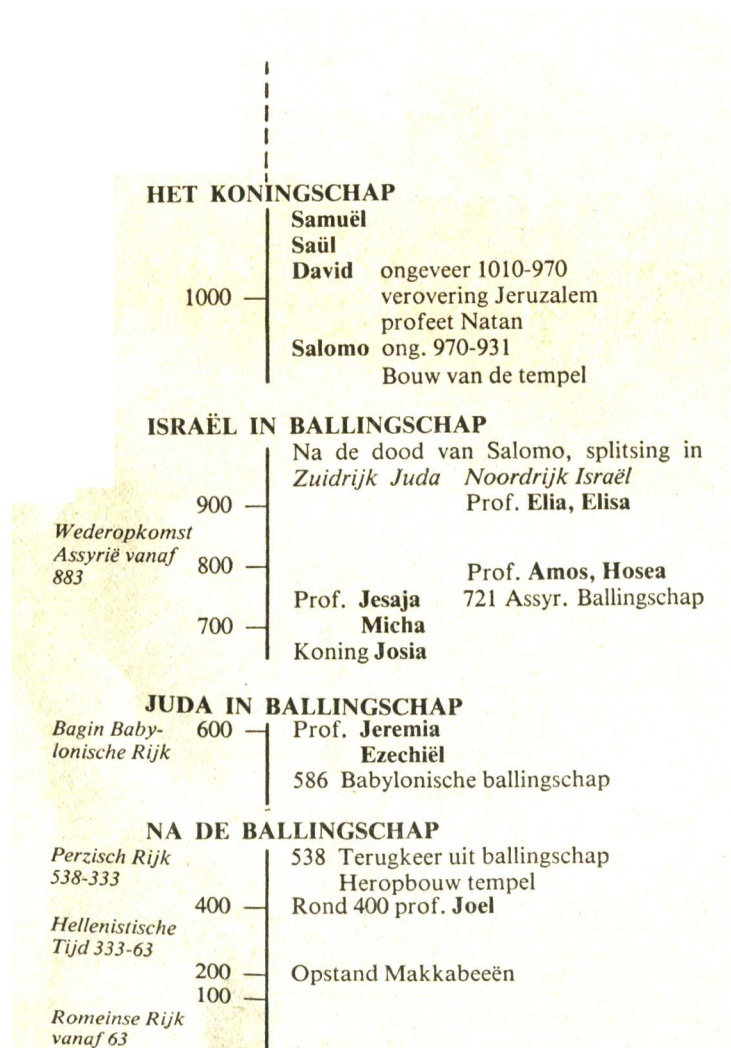 HET KONINGSCHAP
Samuël
Saül
David ongeveer 1010-970
1000 verovering Jeruzalem
profeet Natan
Salomo ong. 970-931
Bouw van de tempel
ISRAËL IN BALLINGSCHAP
Na de dood van Salomo, splitsing in
Zuidrijk Juda Noordrijk Israël
900 Prof. Elia, Elisa
Wederopkomst
Assyrië vanaf
883
800 Prof. Amos, Hosea
Prof. Jesaja 721 Assyr. Ballingschap
700 Micha
Koning Josia
JUDA IN BALLINGSCHAP
Bagin Baby-
lonische Rijk
600 Prof. Jeremia
Ezechiël
586 Babylonische ballingschap
NA DE BALLINGSCHAP
Perzisch Rijk
538-333
538 Terugkeer uit ballingschap
Heropbouw tempel
400 Rond 400 prof. Joel
Hellenistische
Tijd 333-63
200 Opstand Makkabeeën
100
Romeinse Rijk
vanaf 63